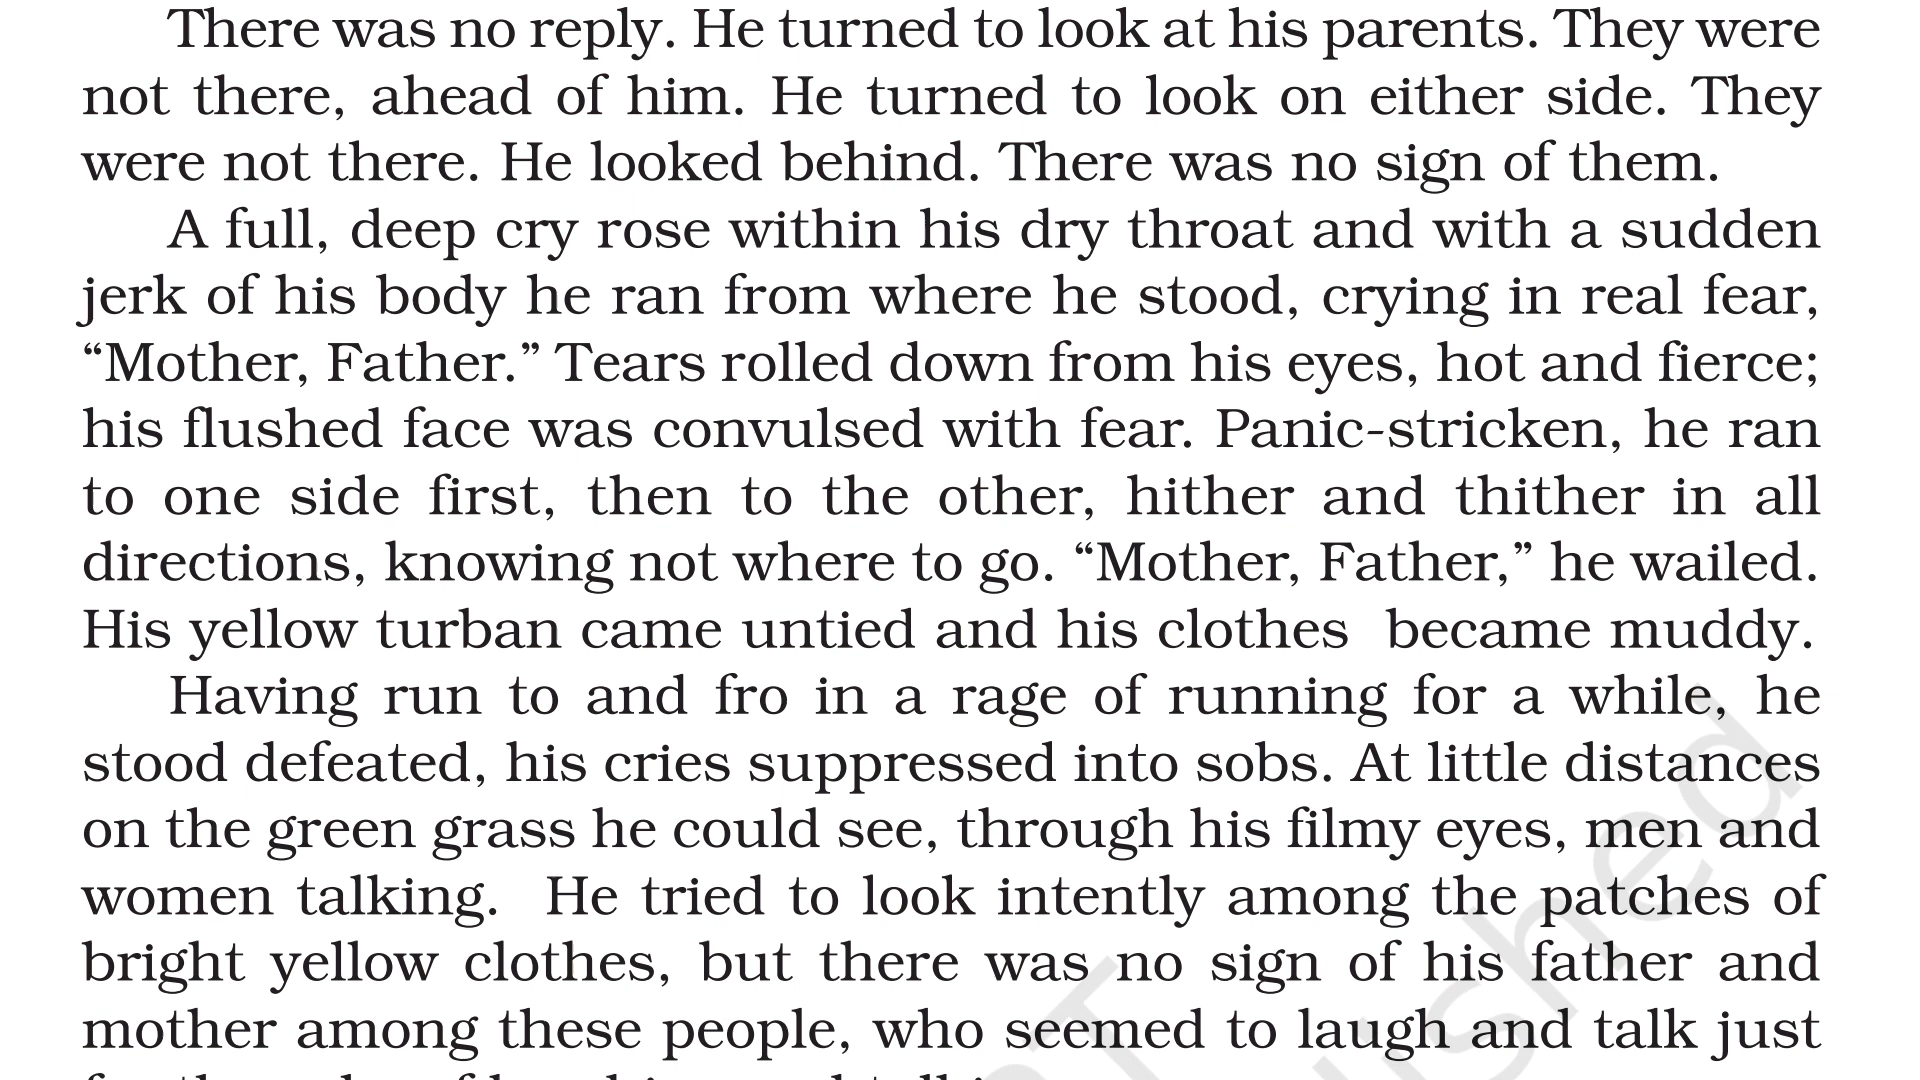 There was no reply. He turned to look at his parents. They were
not there, ahead of him. He turned to look on either side. They
were not there. He looked behind. There was no sign of them.
A full, deep cry rose within his dry throat and with a sudden
jerk of his body he ran from where he stood, crying in real fear,
“Mother, Father.” Tears rolled down from his eyes, hot and fierce;
his flushed face was convulsed with fear. Panic-stricken, he ran
to one side first, then to the other, hither and thither in all
directions, knowing not where to go. “Mother, Father,” he wailed.
His yellow turban came untied and his clothes became muddy.
Having run to and fro in a rage of running for a while, he
stood defeated, his cries suppressed into sobs. At little distances
on the green grass he could see, through his filmy eyes, men and
women talking. He tried to look intently among the patches of
bright yellow clothes, but there was no sign of his father and
mother among these people, who seemed to laugh and talk just